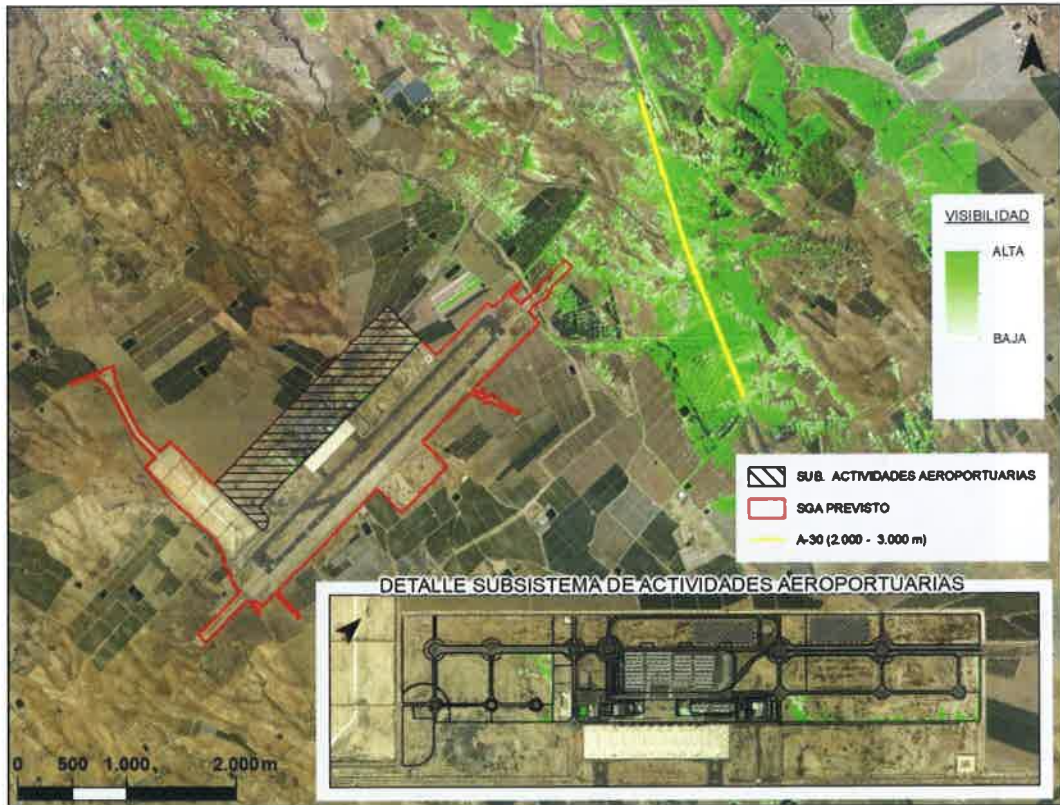 N
VISIBILIDAD
ALTA
BAJA
SUB. ACTIVIDADES AEROPORTUARIAS
SGA PREVISTO
A-30 (2.000 - 3.000 m)
DETALLE SUBSISTEMA DE ACTIVIDADES AEROPORTUARIAS
0 500 1.000 2.000 m